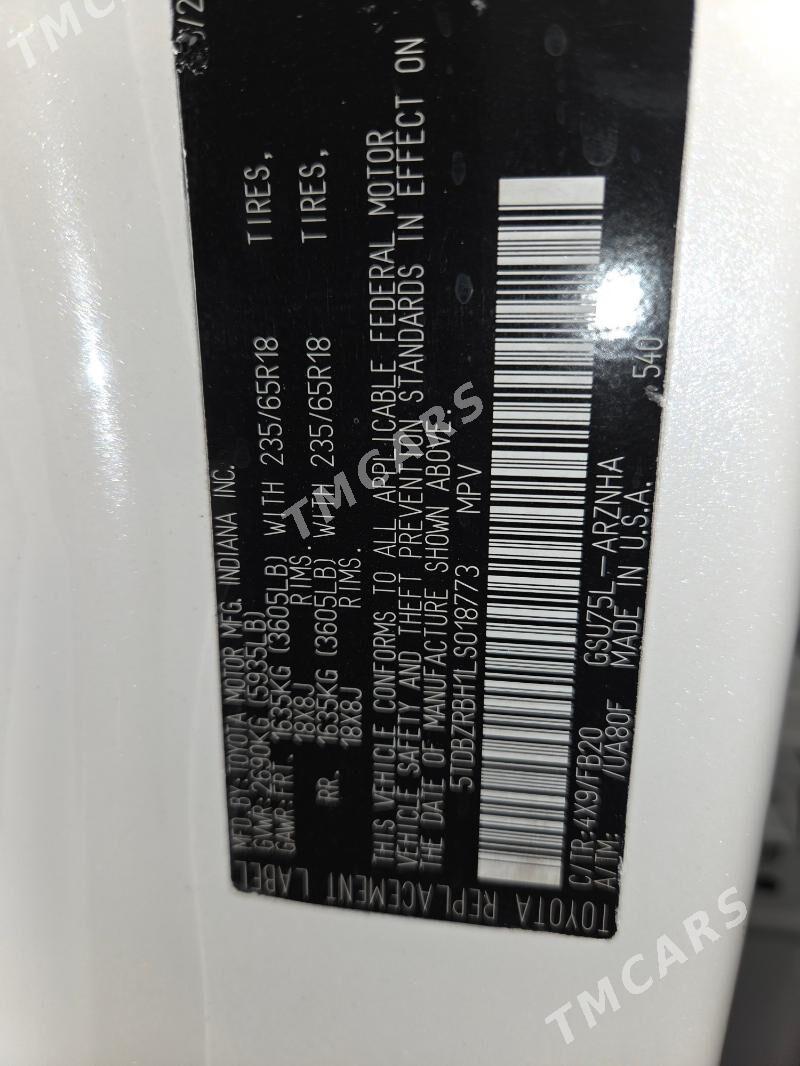 MFD.BY:TOYOTA MOTOR MFG. INDIANA INC.
GVWR:2690KG (5935LB)
GAWR:FRT. 1635KG (3605LB) WITH 235/65R18 TIRES,
18X8J RIMS.
RR. 1635KG (3605LB) WITH 235/65R18 TIRES,
18X8J RIMS.
THIS VEHICLE CONFORMS TO ALL APPLICABLE FEDERAL MOTOR
VEHICLE SAFETY AND THEFT PREVENTION STANDARDS IN EFFECT ON
THE DATE OF MANUFACTURE SHOWN ABOVE.
5TDBZRBH1LS018773 MPV
C/TR:4X9/FB20 GSU75L-ARZNHA
A/TM: /UA80F MADE IN U.S.A. 540
TOYOTA REPLACEMENT LABEL
TMCARS
TMCARS
TMCARS